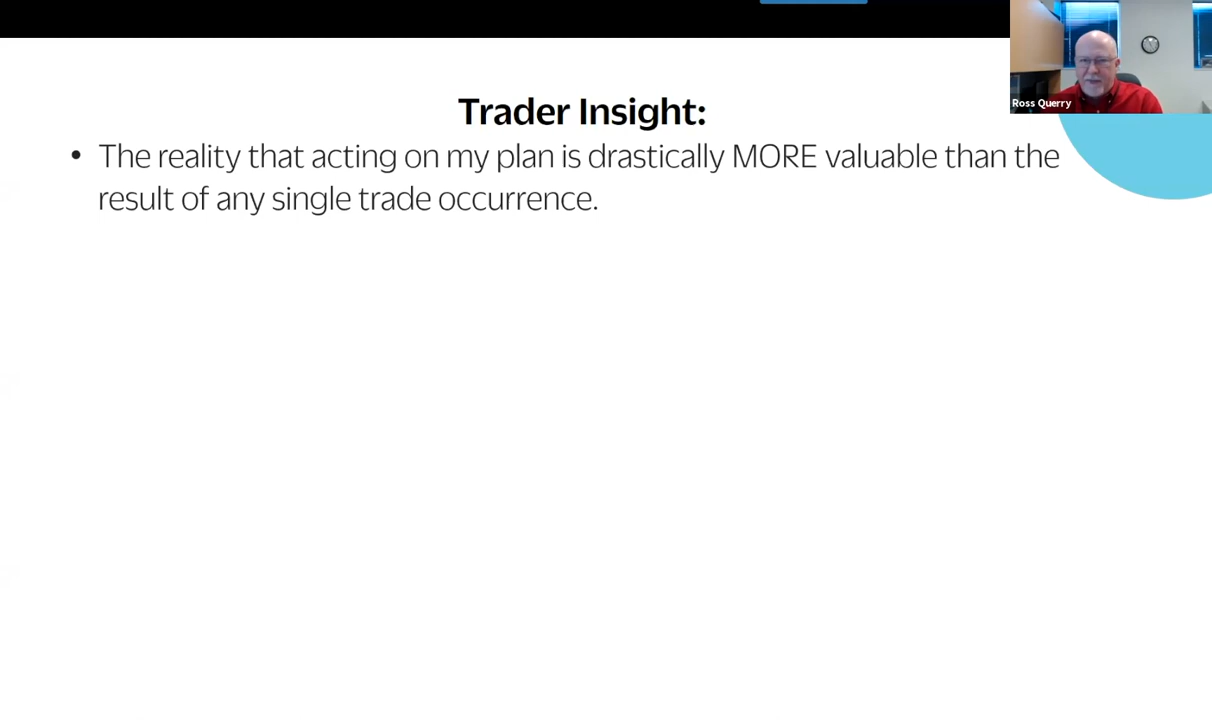 Ross Querry
Trader Insight:
• The reality that acting on my plan is drastically MORE valuable than the
result of any single trade occurrence.